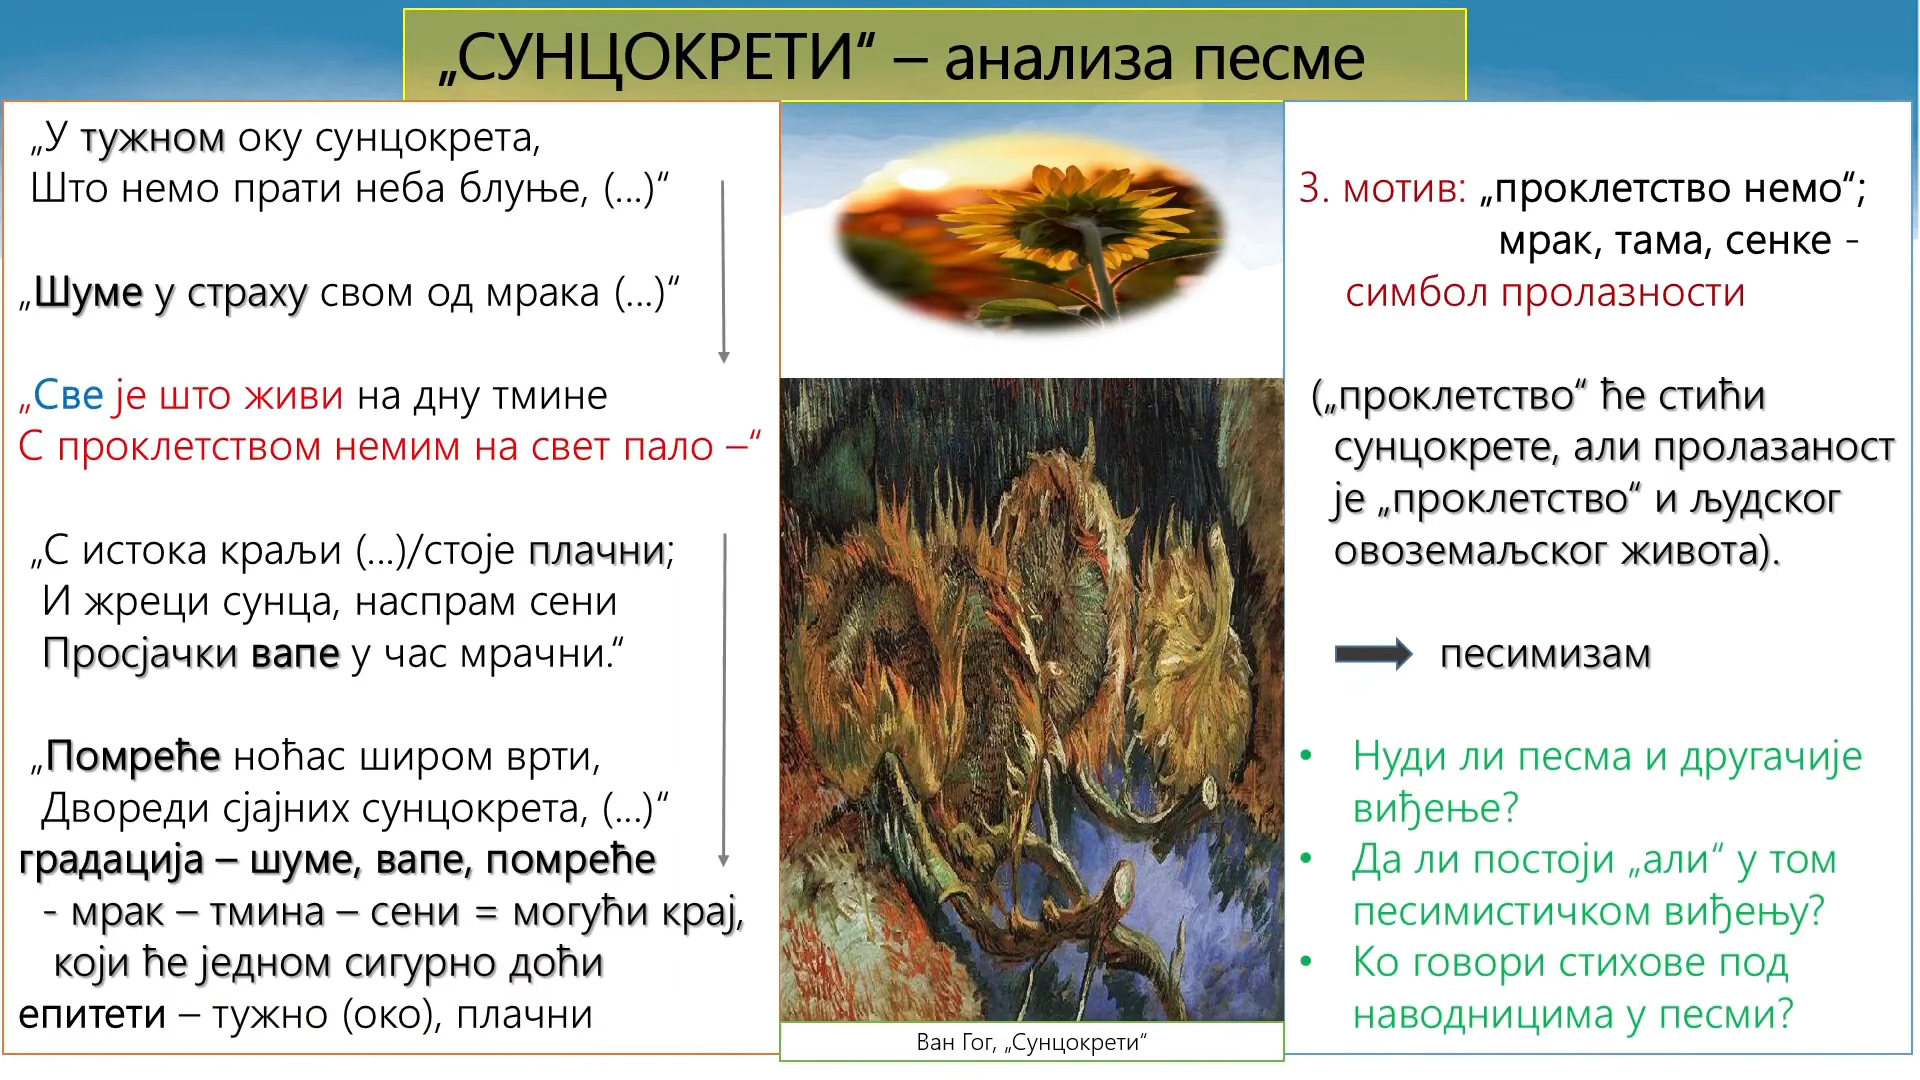 „СУНЦОКРЕТИ“ – анализа песме
„У тужном оку сунцокрета,
Што немо прати неба блуње, (...)“
„Шуме у страху свом од мрака (...)“
„Све је што живи на дну тмине
С проклетством немим на свет пало –“
„С истока краљи (...)/стоје плачни;
И жреци сунца, наспрам сени
Просјачки вапе у час мрачни.“
„Помреће ноћас широм врти,
Двореди сјајних сунцокрета, (...)“
градација – шуме, вапе, помреће
- мрак – тмина – сени = могући крај,
који ће једном сигурно доћи
епитети – тужно (око), плачни
Ван Гог, „Сунцокрети“
3. мотив: „проклетство немо“;
мрак, тама, сенке -
симбол пролазности
(„проклетство“ ће стићи
сунцокрете, али пролазаност
је „проклетство“ и људског
овоземаљског живота).
песимизам
• Нуди ли песма и другачије
виђење?
• Да ли постоји „али“ у том
песимистичком виђењу?
• Ко говори стихове под
наводницима у песми?